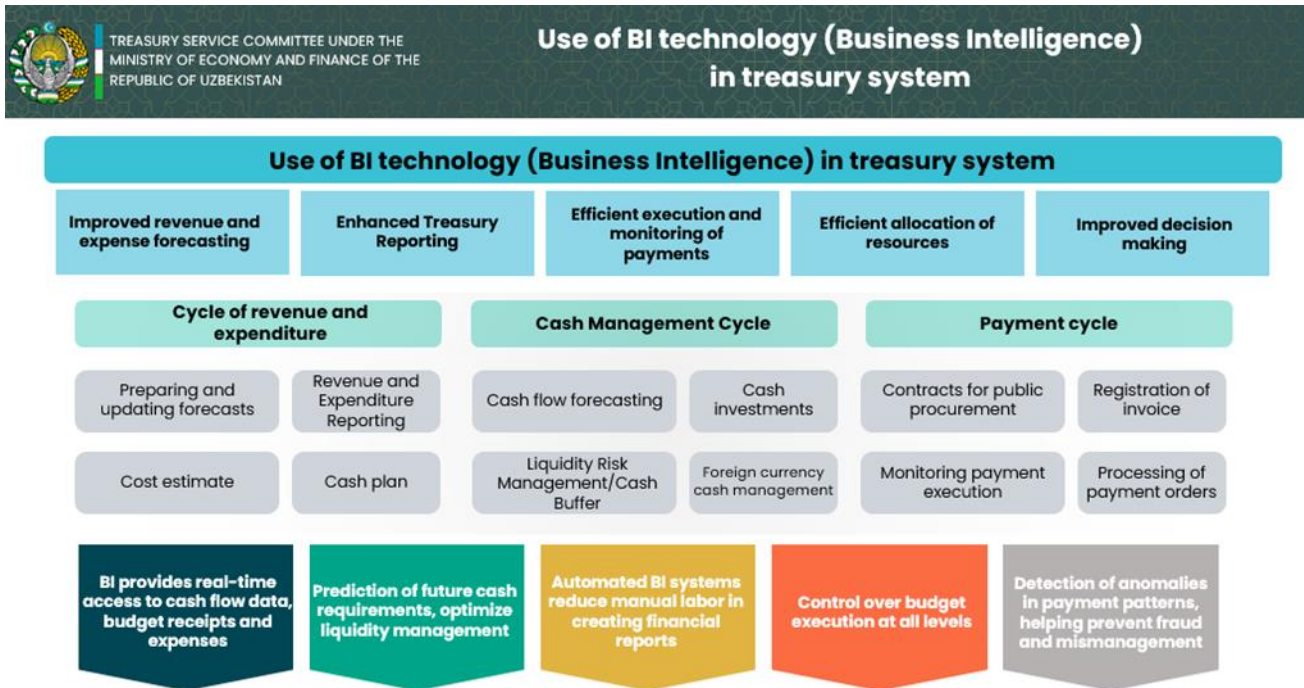 TREASURY SERVICE COMMITTEE UNDER THE
MINISTRY OF ECONOMY AND FINANCE OF THE
REPUBLIC OF UZBEKISTAN
Use of BI technology (Business Intelligence)
in treasury system
Use of BI technology (Business Intelligence) in treasury system
Improved revenue and
expense forecasting
Enhanced Treasury
Reporting
Efficient execution and
monitoring of
payments
Efficient allocation of
resources
Improved decision
making
Cycle of revenue and
expenditure
Cash Management Cycle
Payment cycle
Preparing and
updating forecasts
Revenue and
Expenditure
Reporting
Cash flow forecasting
Cash
investments
Contracts for public
procurement
Registration of
invoice
Cost estimate
Cash plan
Liquidity Risk
Management/Cash
Buffer
Foreign currency
cash management
Monitoring payment
execution
Processing of
payment orders
BI provides real-time
access to cash flow data,
budget receipts and
expenses
Prediction of future cash
requirements, optimize
liquidity management
Automated BI systems
reduce manual labor in
creating financial
reports
Control over budget
execution at all levels
Detection of anomalies
in payment patterns,
helping prevent fraud
and mismanagement